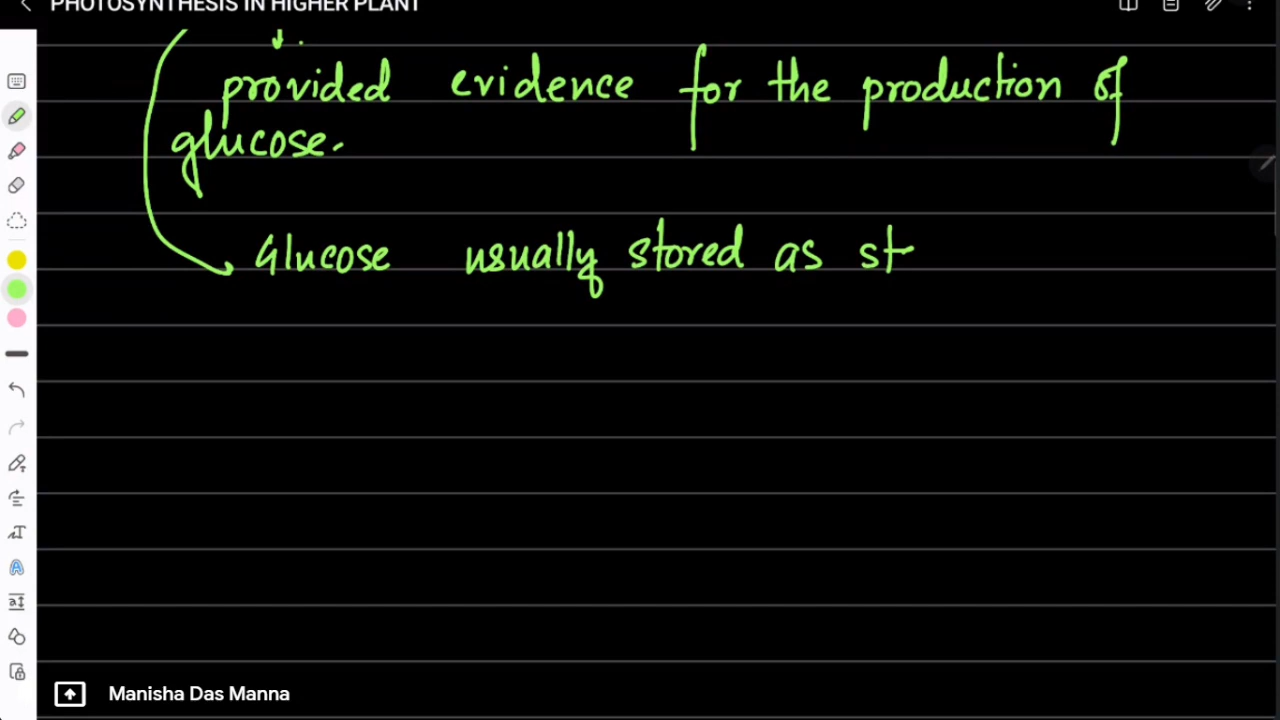 PHOTOSYNTHESIS IN HIGHER PLANT
provided evidence for the production of
glucose.
Glucose usually stored as st
Manisha Das Manna